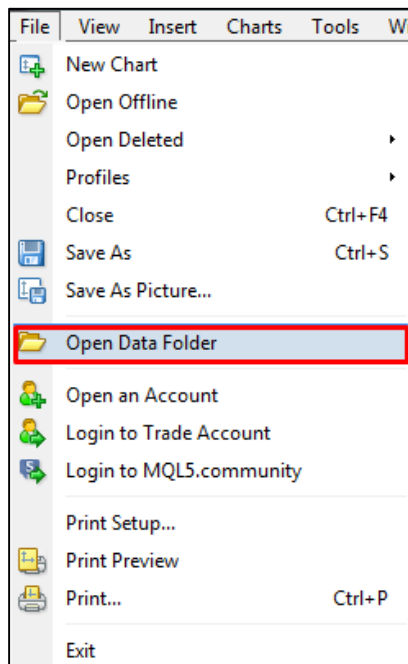 File View Insert Charts Tools
New Chart
Open Offline
Open Deleted
Profiles
Close Ctrl+F4
Save As Ctrl+S
Save As Picture...
Open Data Folder
Open an Account
Login to Trade Account
Login to MQL5.community
Print Setup...
Print Preview
Print... Ctrl+P
Exit